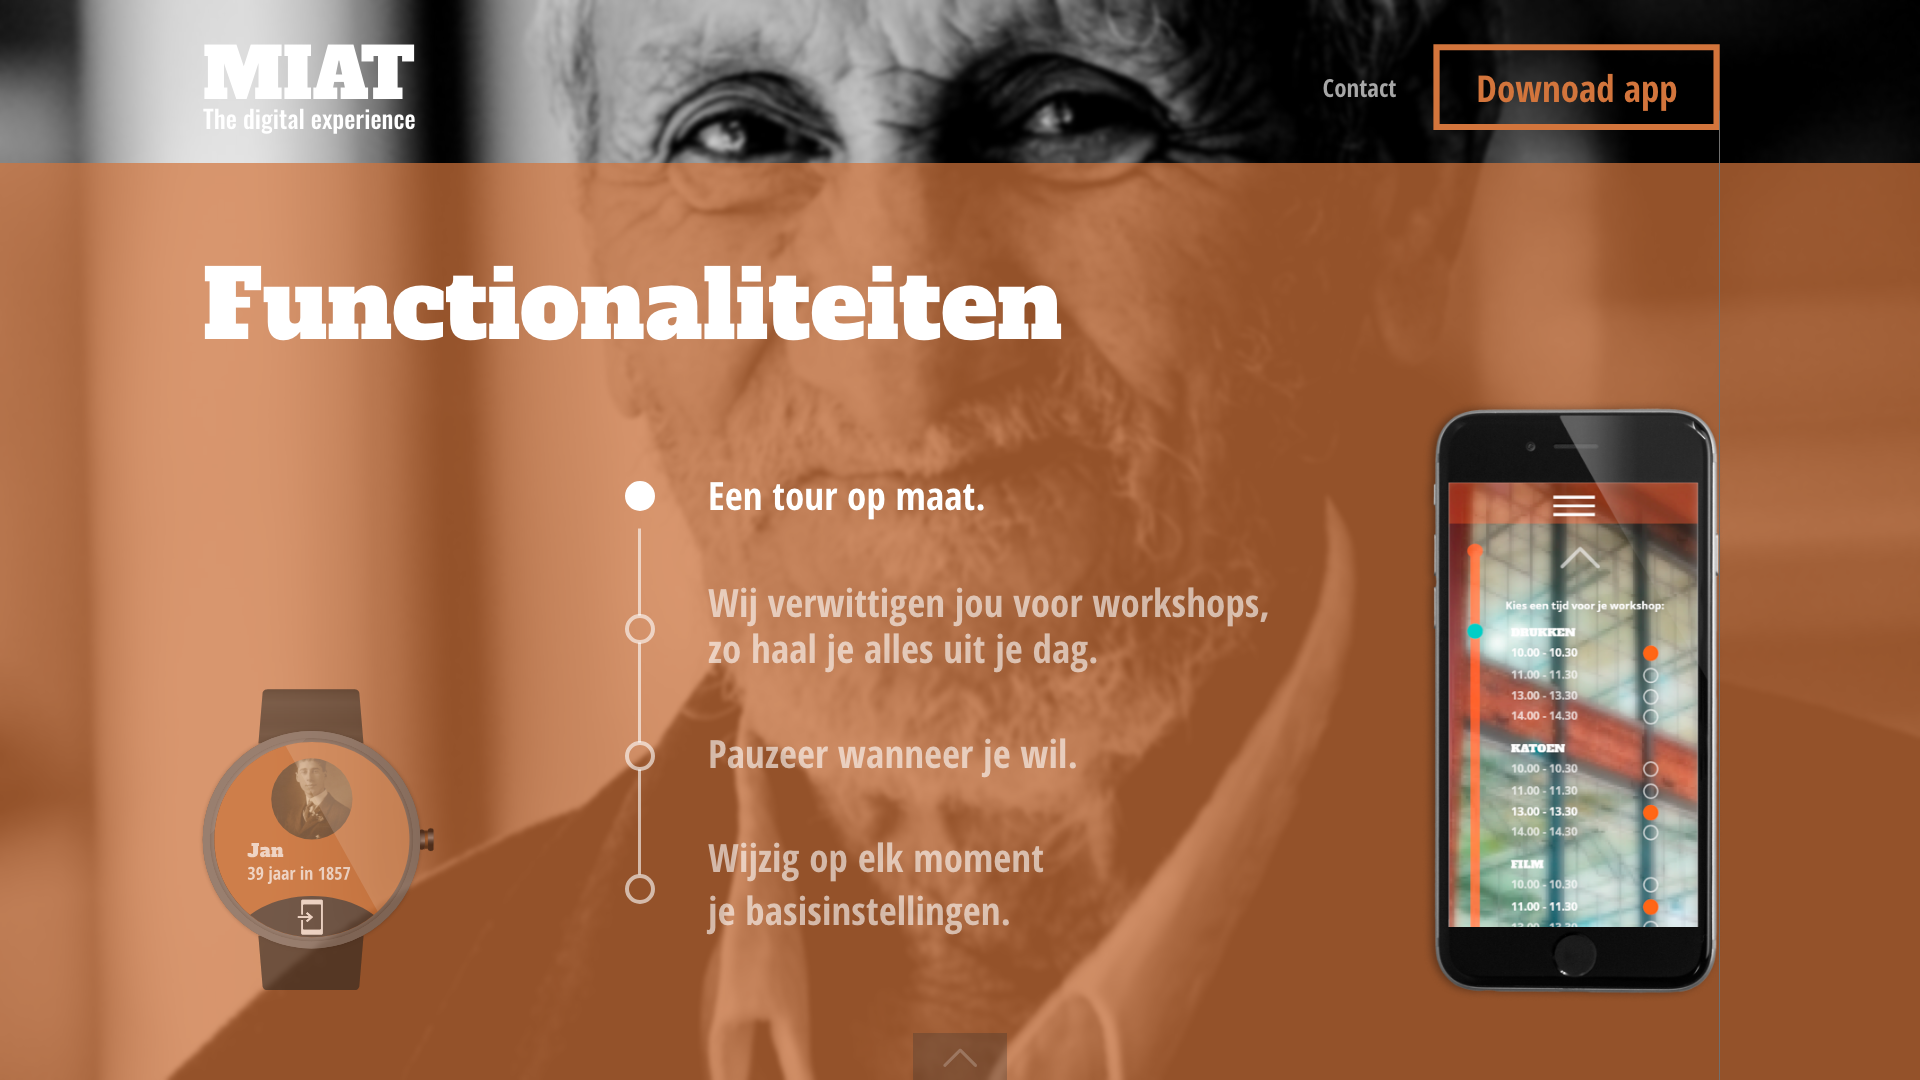 MIAT
The digital experience
Contact
Downoad app
Functionaliteiten
Een tour op maat.
Wij verwittigen jou voor workshops,
zo haal je alles uit je dag.
Pauzeer wanneer je wil.
Wijzig op elk moment
je basisinstellingen.
Jan
39 jaar in 1857
Kies een tijd voor je workshop:
DRUKKEN
10.00 - 10.30
11.00 - 11.30
13.00 - 13.30
14.00 - 14.30
KATOEN
10.00 - 10.30
11.00 - 11.30
13.00 - 13.30
14.00 - 14.30
FILM
10.00 - 10.30
11.00 - 11.30